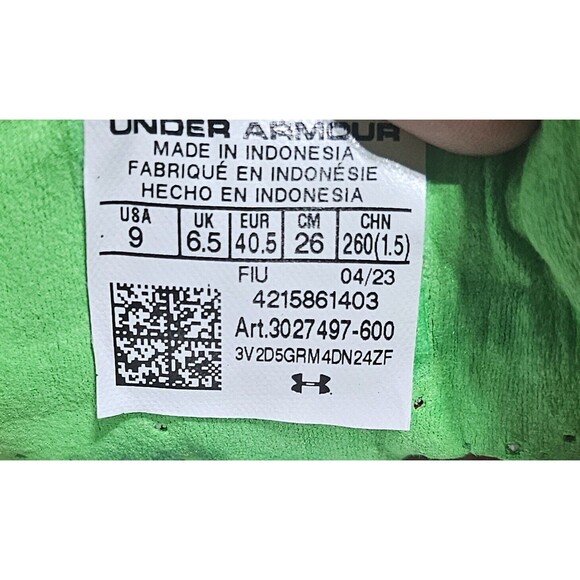 UNDER ARMOUR
MADE IN INDONESIA
FABRIQUÉ EN INDONÉSIE
HECHO EN INDONESIA
USA UK EUR CM CHN
9 6.5 40.5 26 260(1.5)
FIU 04/23
4215861403
Art.3027497-600
3V2D5GRM4DN24ZF